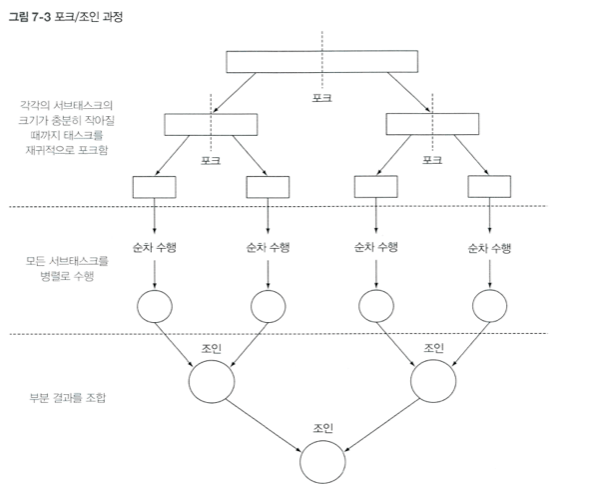 그림 7-3 포크/조인 과정
포크
각각의 서브태스크의
크기가 충분히 작아질
때까지 태스크를
재귀적으로 포크함
포크
포크
순차 수행
순차 수행
순차 수행
순차 수행
모든 서브태스크를
병렬로 수행
조인
조인
부분 결과를 조합
조인